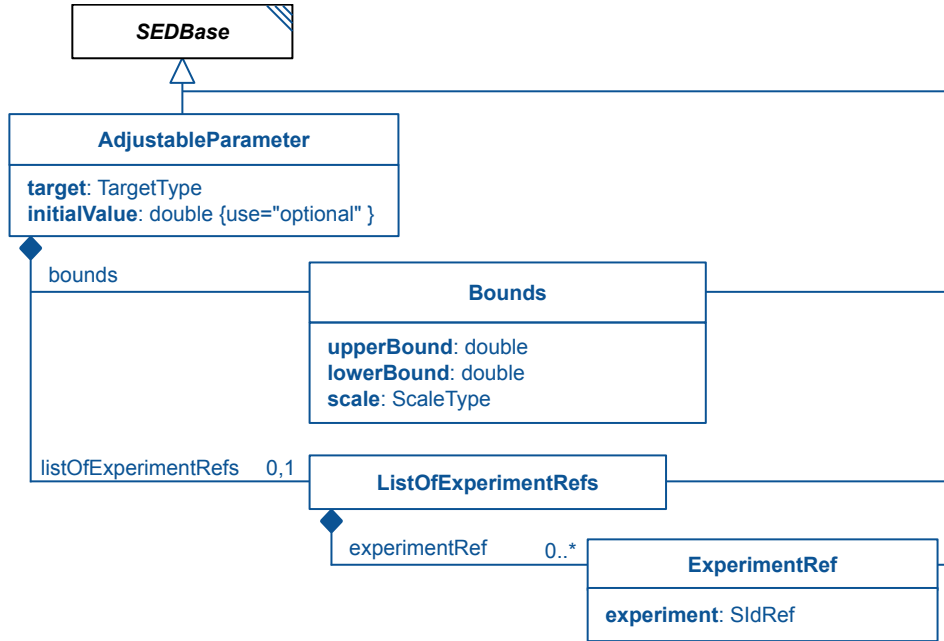 SEDBase
AdjustableParameter
target: TargetType
initialValue: double {use="optional" }
bounds
Bounds
upperBound: double
lowerBound: double
scale: ScaleType
listOfExperimentRefs 0,1
ListOfExperimentRefs
experimentRef 0..*
ExperimentRef
experiment: SIdRef